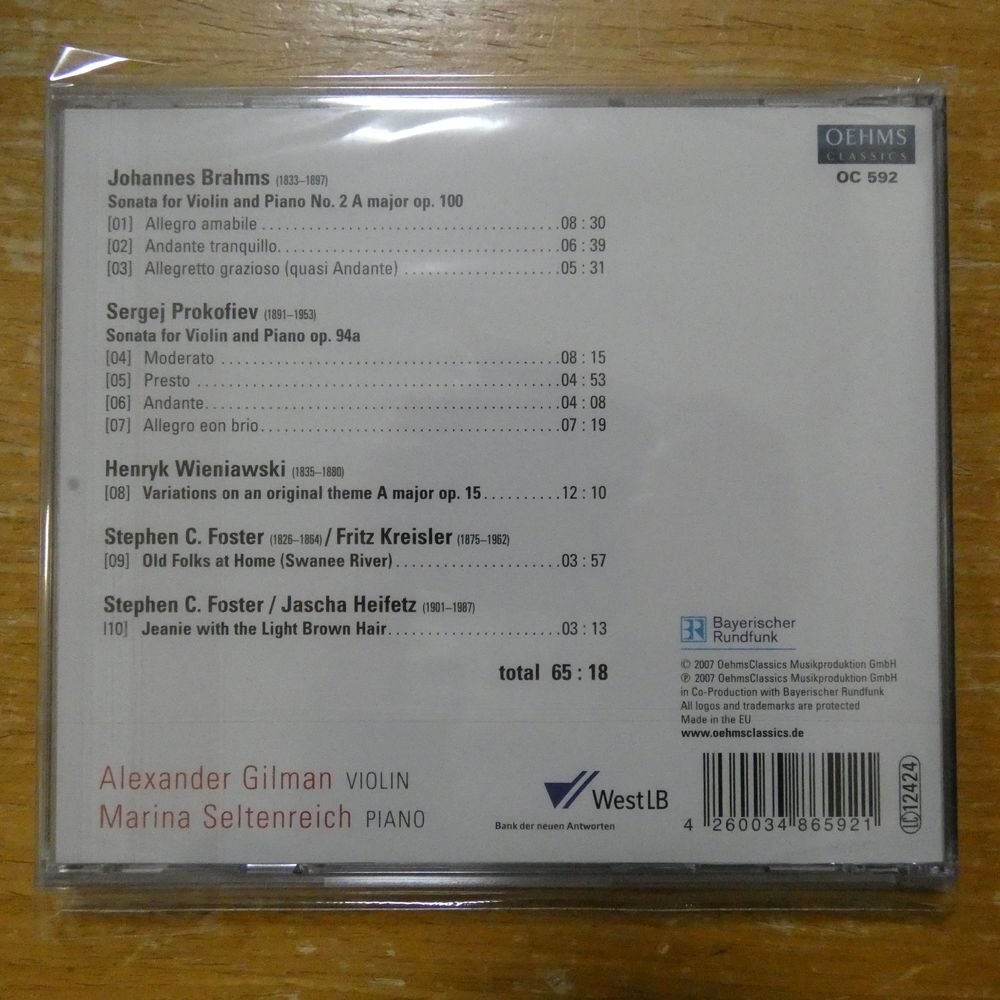 OEHMS
CLASSICS
OC 592
Johannes Brahms (1833–1897)
Sonata for Violin and Piano No. 2 A major op. 100
[01] Allegro amabile 08 : 30
[02] Andante tranquillo 06 : 39
[03] Allegretto grazioso (quasi Andante) 05 : 31
Sergej Prokofiev (1891–1953)
Sonata for Violin and Piano op. 94a
[04] Moderato 08 : 15
[05] Presto 04 : 53
[06] Andante 04 : 08
[07] Allegro eon brio 07 : 19
Henryk Wieniawski (1835–1880)
[08] Variations on an original theme A major op. 15 12 : 10
Stephen C. Foster (1826–1864) / Fritz Kreisler (1875–1962)
[09] Old Folks at Home (Swanee River) 03 : 57
Stephen C. Foster / Jascha Heifetz (1901–1987)
[10] Jeanie with the Light Brown Hair 03 : 13
total 65 : 18
BR Bayerischer
Rundfunk
© 2007 OehmsClassics Musikproduktion GmbH
℗ 2007 OehmsClassics Musikproduktion GmbH
in Co-Production with Bayerischer Rundfunk
All logos and trademarks are protected
Made in the EU
www.oehmsclassics.de
Alexander Gilman VIOLIN
Marina Seltenreich PIANO
WestLB
Bank der neuen Antworten
4 260034 865921
LC 12424